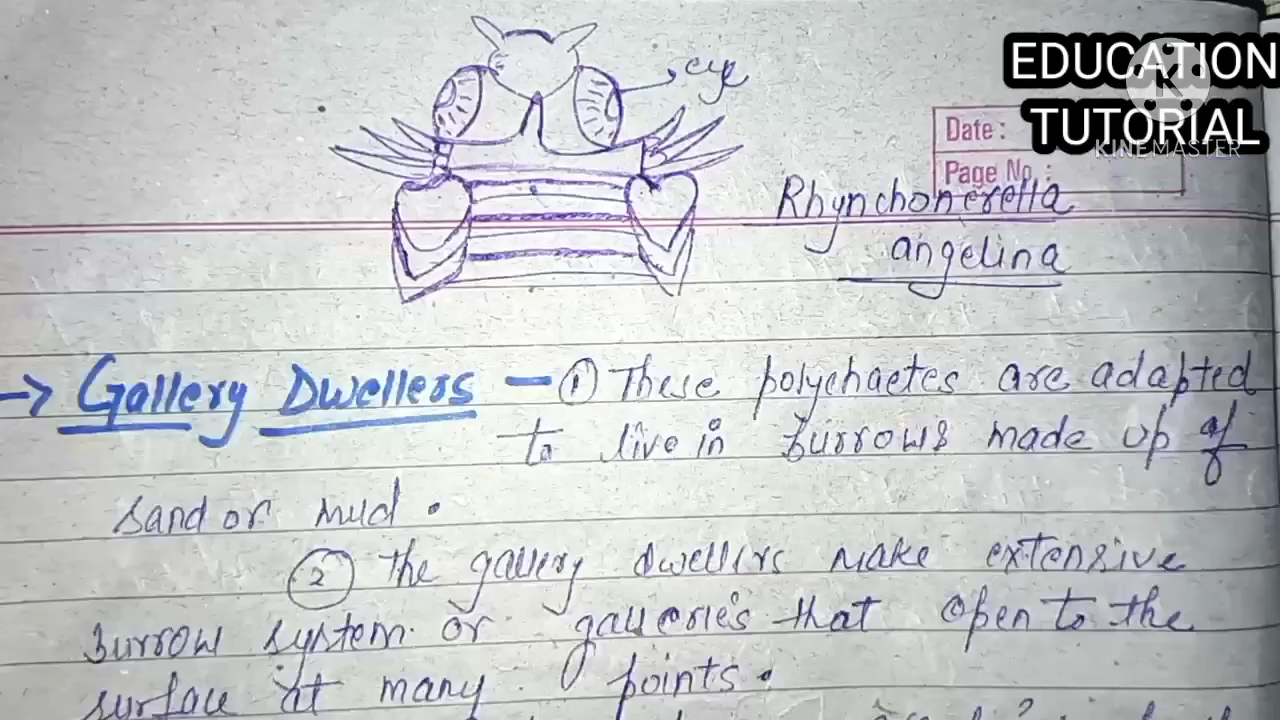 EDUCATION
TUTORIAL
KINEMASTER
eye
Date :
Page No. :
Rhynchonerella
angelina
-> Gallery Dwellers - ① These polychaetes are adapted
to live in burrows made up of
sand or mud.
② The gallery dwellers make extensive
burrow system or galleries that open to the
surface at many points.